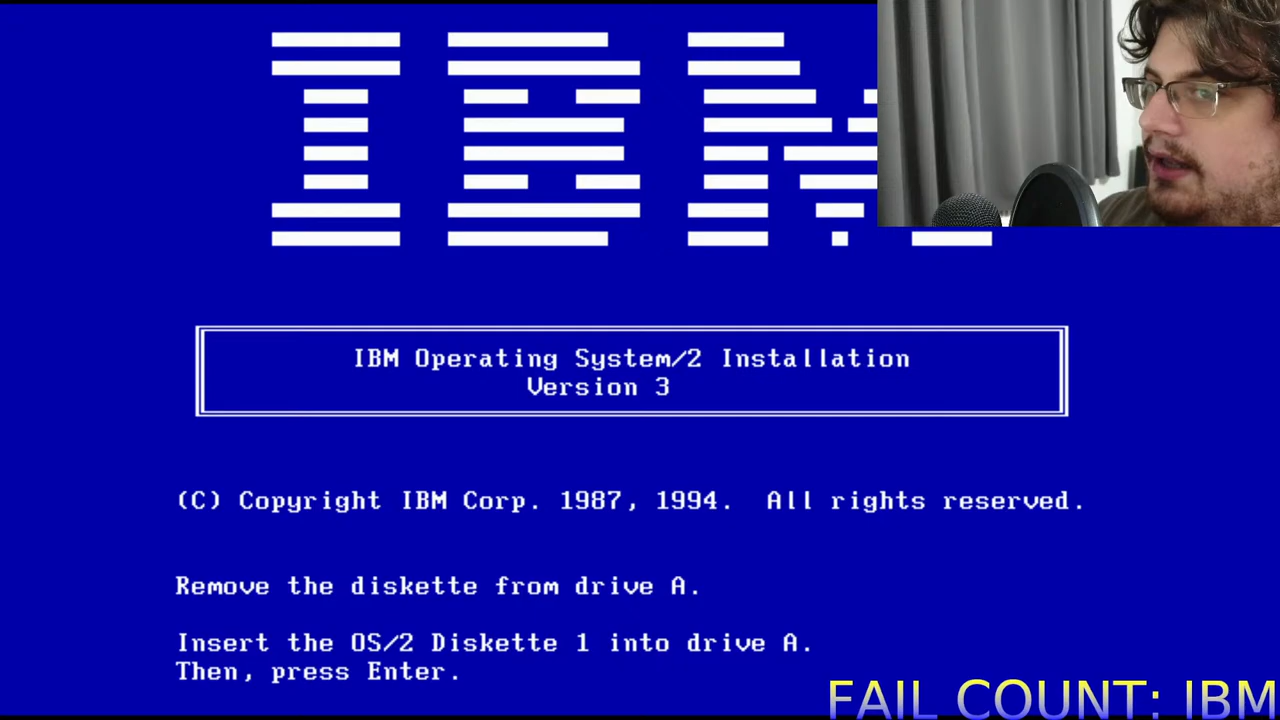 IBM
IBM Operating System/2 Installation
Version 3
(C) Copyright IBM Corp. 1987, 1994.  All rights reserved.
Remove the diskette from drive A.
Insert the OS/2 Diskette 1 into drive A.
Then, press Enter.
FAIL COUNT: IBM